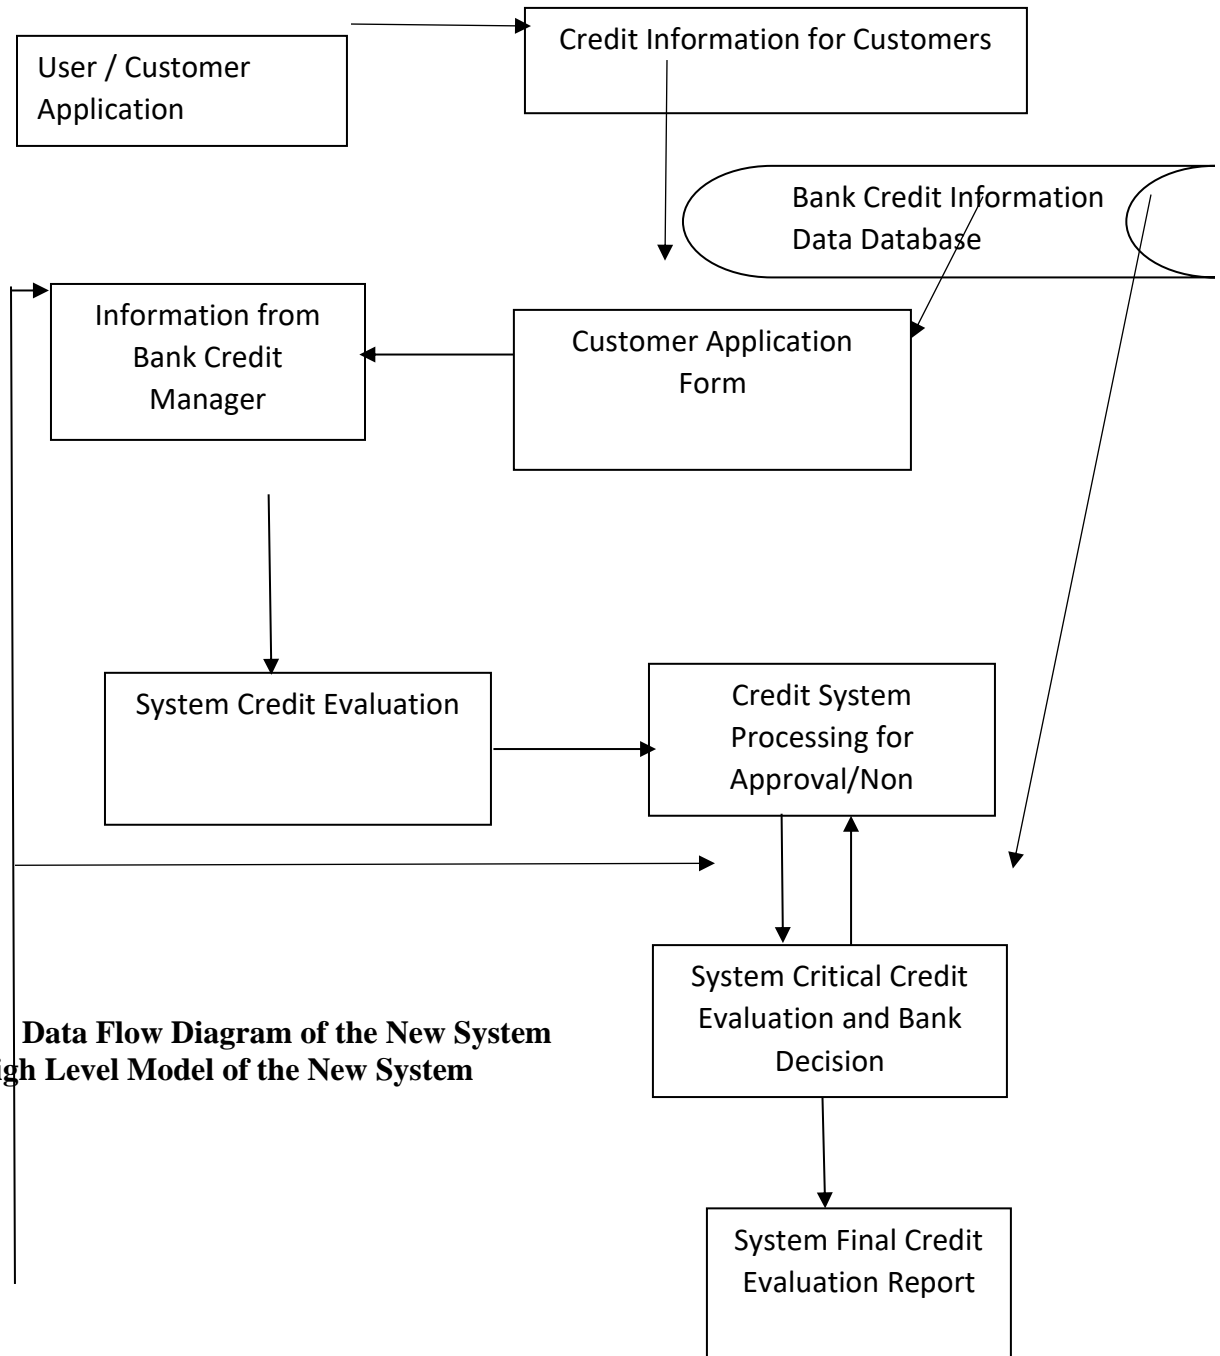 Credit Information for Customers
User / Customer
Application
Bank Credit Information
Data Database
Information from
Bank Credit
Manager
Customer Application
Form
System Credit Evaluation
Credit System
Processing for
Approval/Non
System Critical Credit
Evaluation and Bank
Decision
Data Flow Diagram of the New System
igh Level Model of the New System
System Final Credit
Evaluation Report